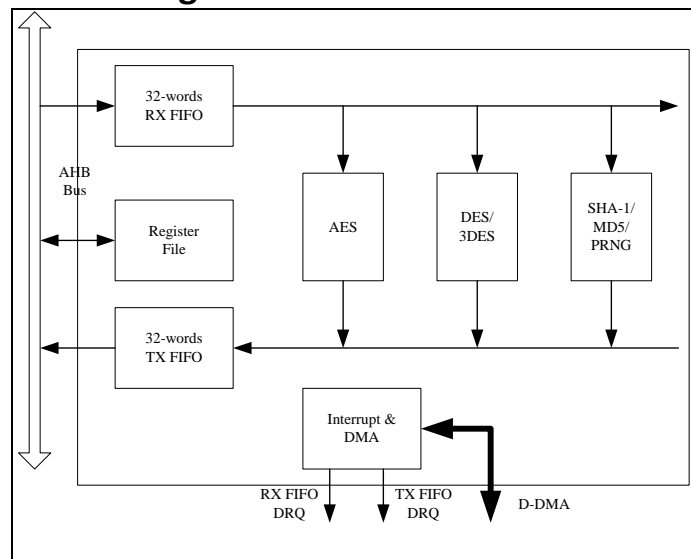 32-words
RX FIFO
AHB
Bus
Register
File
AES
DES/
3DES
SHA-1/
MD5/
PRNG
32-words
TX FIFO
Interrupt &
DMA
RX FIFO
DRQ
TX FIFO
DRQ
D-DMA